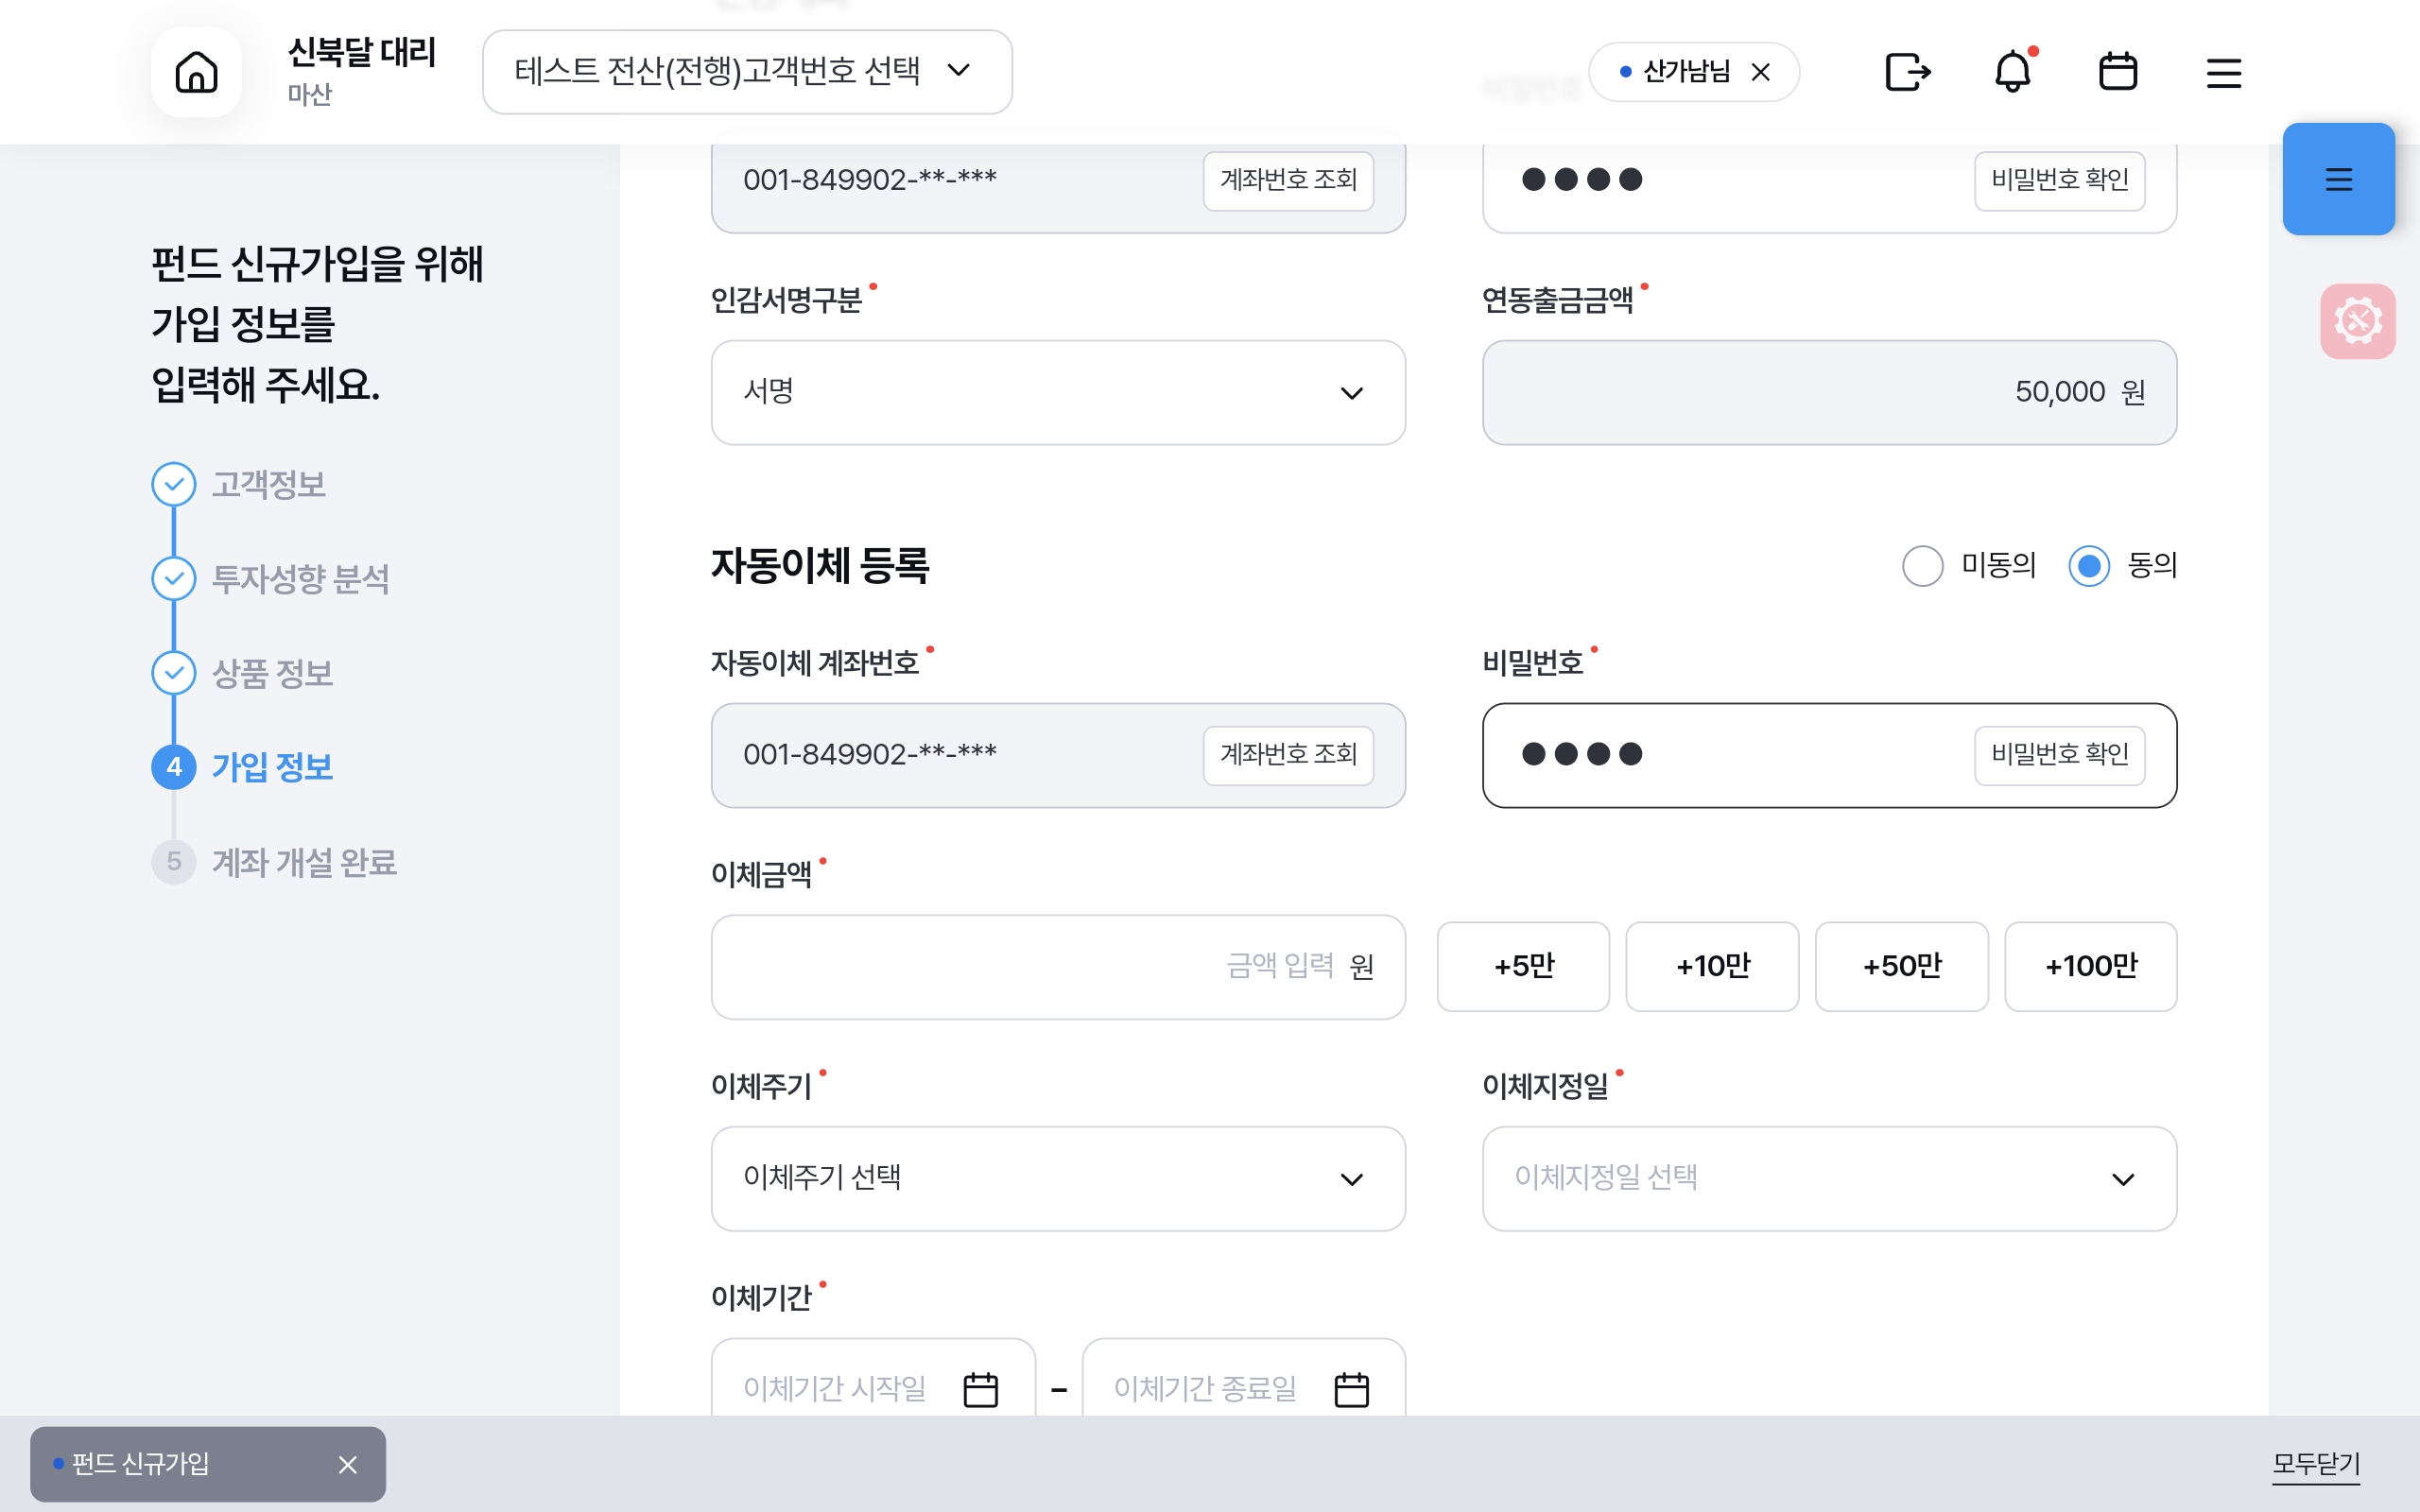 신북달 대리
마산
테스트 전산(전행)고객번호 선택
산가남님
펀드 신규가입을 위해
가입 정보를
입력해 주세요.
고객정보
투자성향 분석
상품 정보
4 가입 정보
5 계좌 개설 완료
비밀번호
001-849902-**-*** 계좌번호 조회
●●●● 비밀번호 확인
인감서명구분
서명
연동출금금액
50,000 원
자동이체 등록
미동의 동의
자동이체 계좌번호
001-849902-**-*** 계좌번호 조회
비밀번호
●●●● 비밀번호 확인
이체금액
금액 입력 원
+5만 +10만 +50만 +100만
이체주기
이체주기 선택
이체지정일
이체지정일 선택
이체기간
이체기간 시작일 – 이체기간 종료일
펀드 신규가입
모두닫기